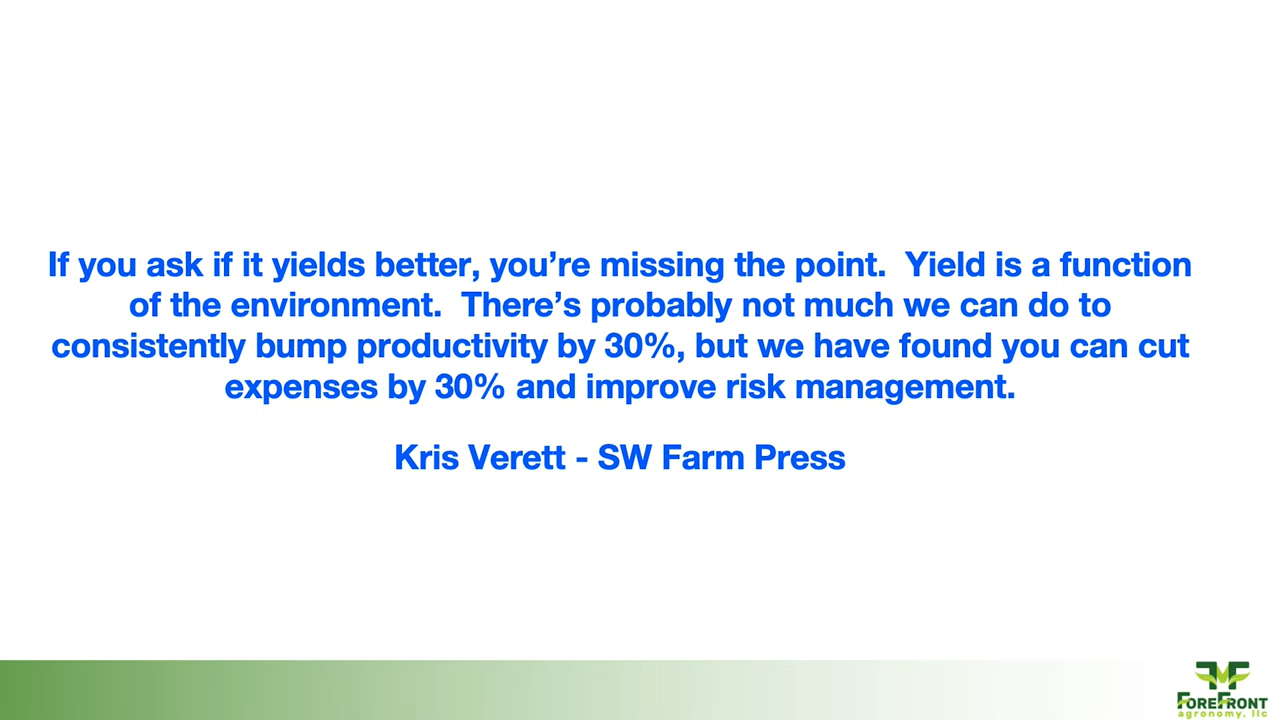 If you ask if it yields better, you’re missing the point.  Yield is a function
of the environment.  There’s probably not much we can do to
consistently bump productivity by 30%, but we have found you can cut
expenses by 30% and improve risk management.
Kris Verett - SW Farm Press
FOREFRONT
agronomy, llc